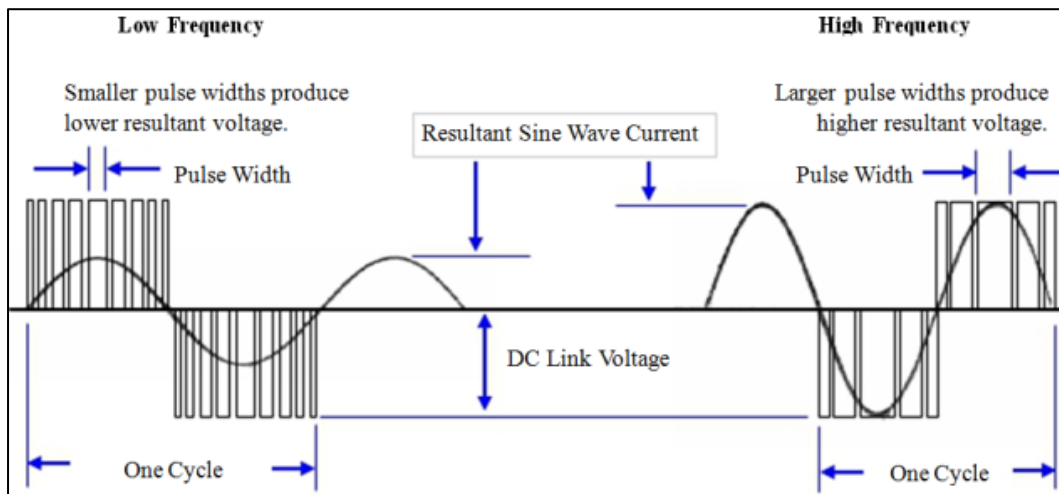 Low Frequency
High Frequency
Smaller pulse widths produce
lower resultant voltage.
Larger pulse widths produce
higher resultant voltage.
Resultant Sine Wave Current
Pulse Width
Pulse Width
DC Link Voltage
One Cycle
One Cycle